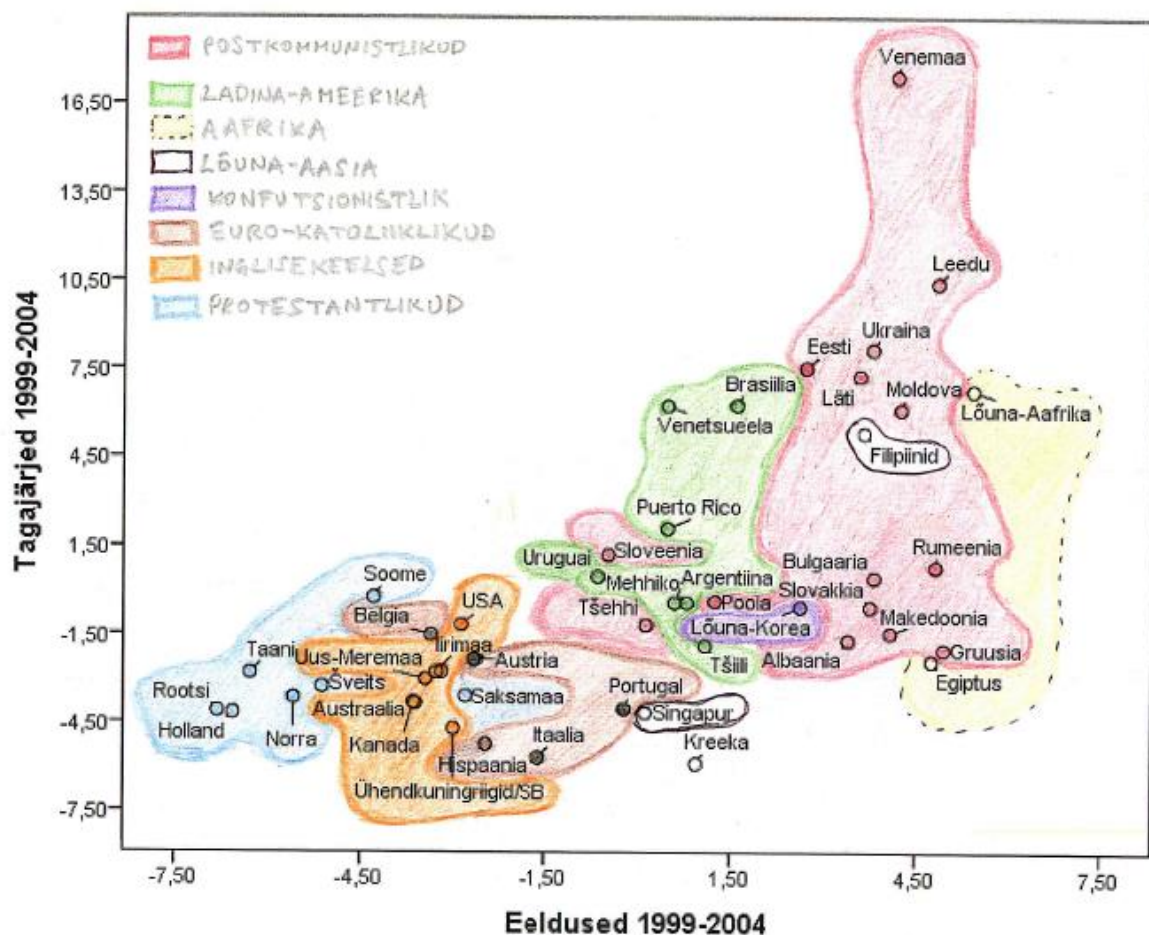 POSTKOMMUNISTLIKUD
LADINA-AMEERIKA
AAFRIKA
LÕUNA-AASIA
KONFUTSIONISTLIK
EURO-KATOLIIKLIKUD
INGLISEKEELSED
PROTESTANTLIKUD
Tagajärjed 1999-2004
16,50
13,50
10,50
7,50
4,50
1,50
-1,50
-4,50
-7,50
Venemaa
Leedu
Ukraina
Eesti
Läti
Moldova
Brasiilia
Venetsueela
Lõuna-Aafrika
Filipiinid
Puerto Rico
Sloveenia
Uruguai
Mehhiko
Argentiina
Bulgaaria
Rumeenia
Slovakkia
Poola
Tšehhi
Lõuna-Korea
Makedoonia
Albaania
Gruusia
Tšiili
Egiptus
Soome
USA
Belgia
Iirimaa
Taani
Uus-Meremaa
Austria
Šveits
Saksamaa
Portugal
Rootsi
Austraalia
Singapur
Holland
Norra
Kanada
Itaalia
Kreeka
Hispaania
Ühendkuningriigid/SB
-7,50
-4,50
-1,50
1,50
4,50
7,50
Eeldused 1999-2004